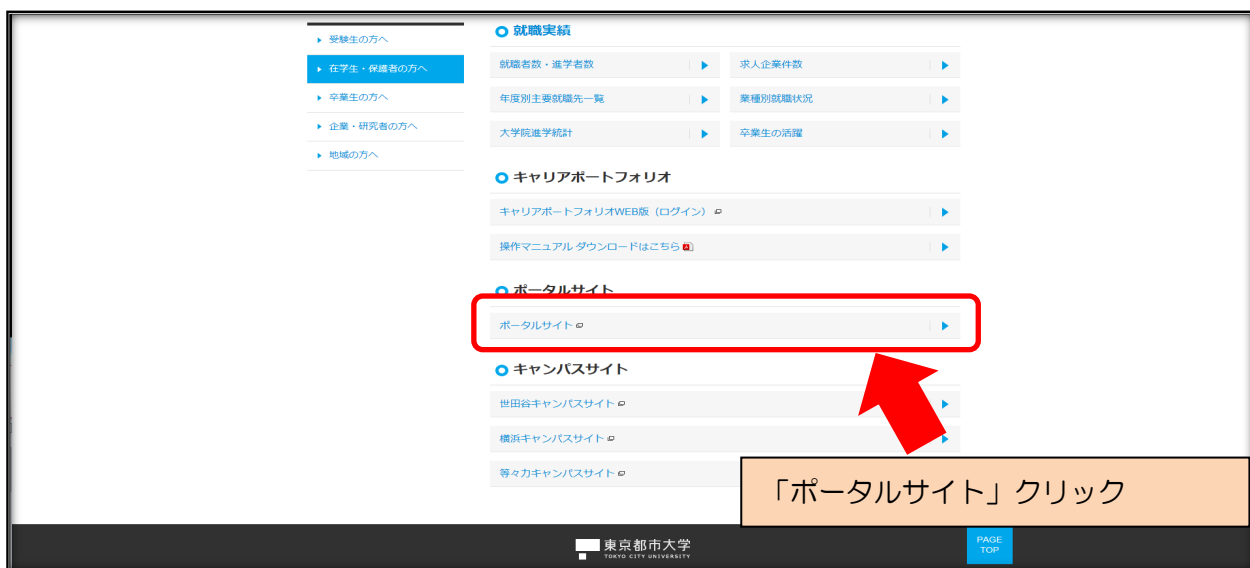 受験生の方へ
在学生・保護者の方へ
卒業生の方へ
企業・研究者の方へ
地域の方へ
就職実績
就職者数・進学者数
求人企業件数
年度別主要就職先一覧
業種別就職状況
大学院進学統計
卒業生の活躍
キャリアポートフォリオ
キャリアポートフォリオWEB版（ログイン）
操作マニュアル ダウンロードはこちら
ポータルサイト
ポータルサイト
キャンパスサイト
世田谷キャンパスサイト
横浜キャンパスサイト
等々力キャンパスサイト
「ポータルサイト」クリック
東京都市大学
TOKYO CITY UNIVERSITY
PAGE
TOP